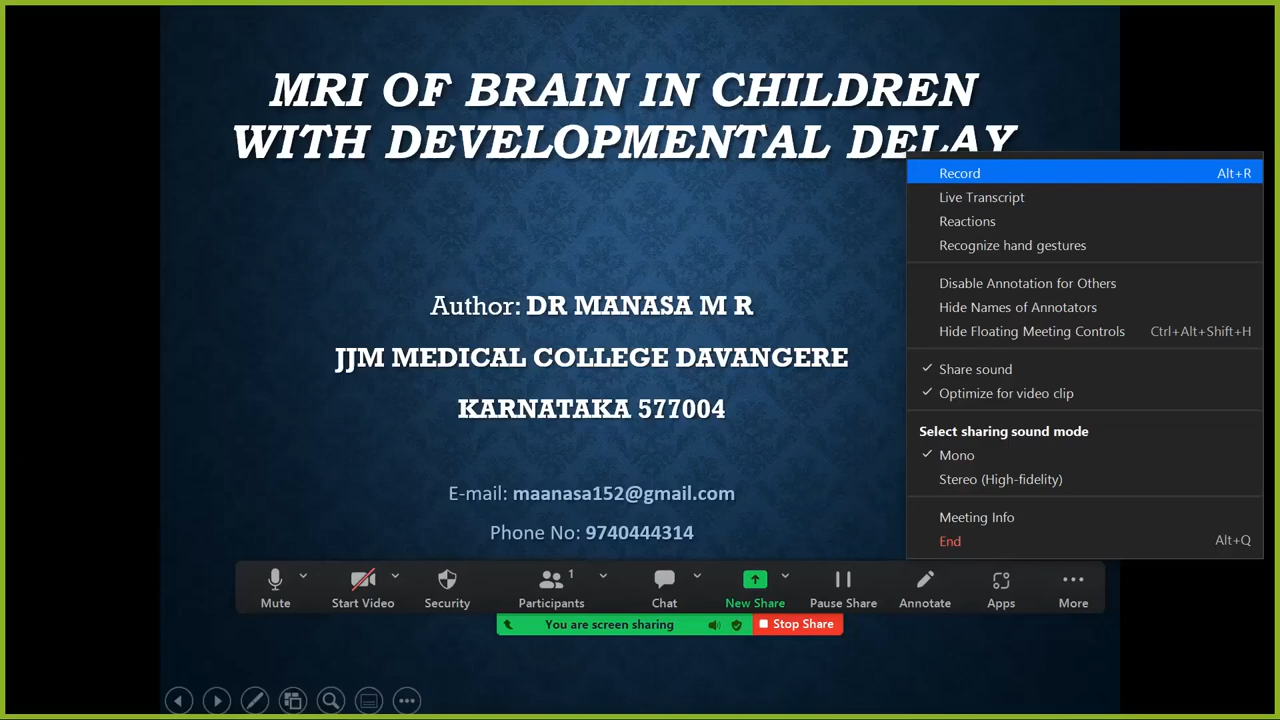 MRI OF BRAIN IN CHILDREN
WITH DEVELOPMENTAL DELAY
Author: DR MANASA M R
JJM MEDICAL COLLEGE DAVANGERE
KARNATAKA 577004
E-mail: maanasa152@gmail.com
Phone No: 9740444314
Record Alt+R
Live Transcript
Reactions
Recognize hand gestures
Disable Annotation for Others
Hide Names of Annotators
Hide Floating Meeting Controls Ctrl+Alt+Shift+H
Share sound
Optimize for video clip
Select sharing sound mode
Mono
Stereo (High-fidelity)
Meeting Info
End Alt+Q
1
Mute Start Video Security Participants Chat New Share Pause Share Annotate Apps More
You are screen sharing Stop Share